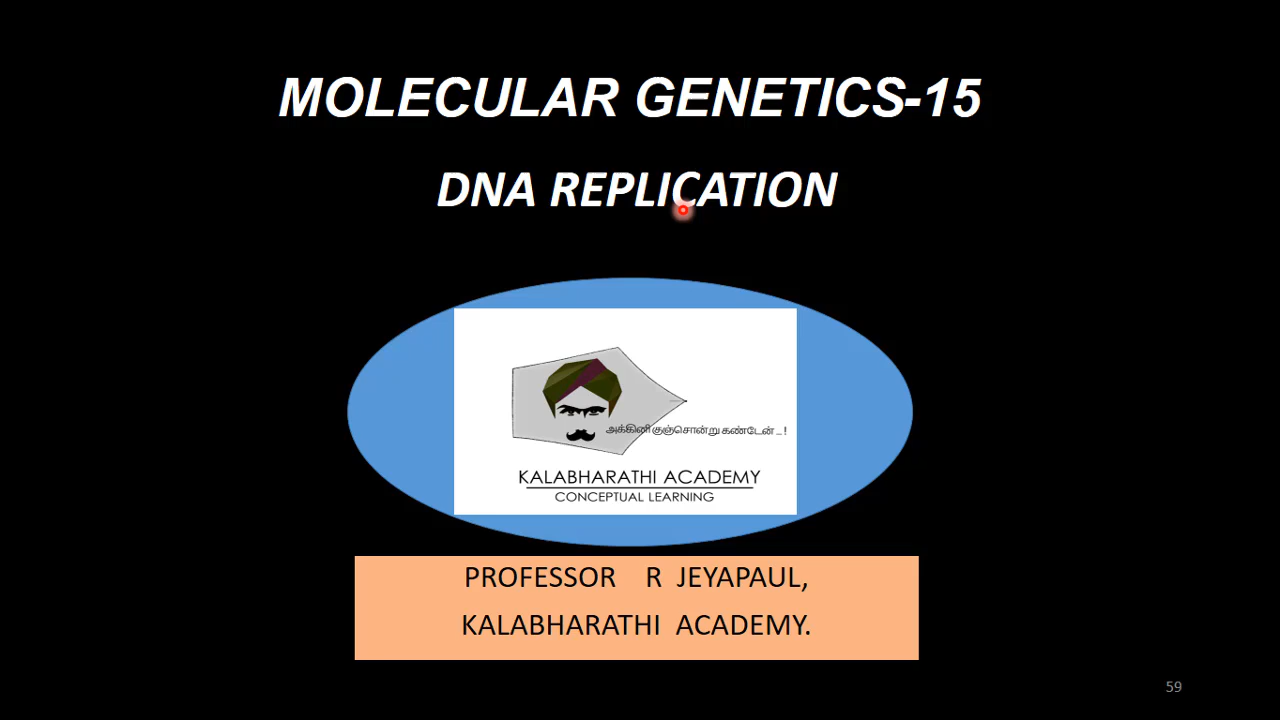 MOLECULAR GENETICS-15
DNA REPLICATION
அக்கினி குஞ்சொன்று கண்டேன் ...!
KALABHARATHI ACADEMY
CONCEPTUAL LEARNING
PROFESSOR R JEYAPAUL,
KALABHARATHI ACADEMY.
59